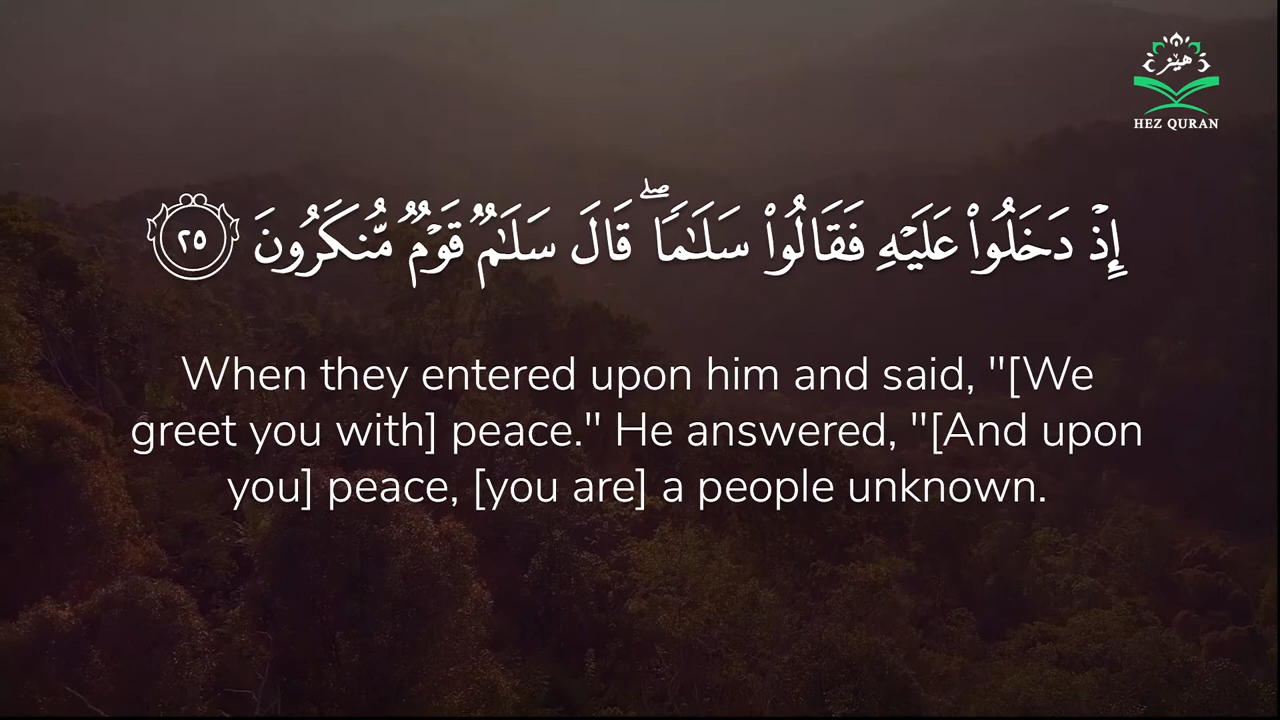 هيز
HEZ QURAN
إِذْ دَخَلُوا۟ عَلَيْهِ فَقَالُوا۟ سَلَـٰمًۭا ۖ قَالَ سَلَـٰمٌۭ قَوْمٌۭ مُّنكَرُونَ ٢٥
When they entered upon him and said, "[We
greet you with] peace." He answered, "[And upon
you] peace, [you are] a people unknown.